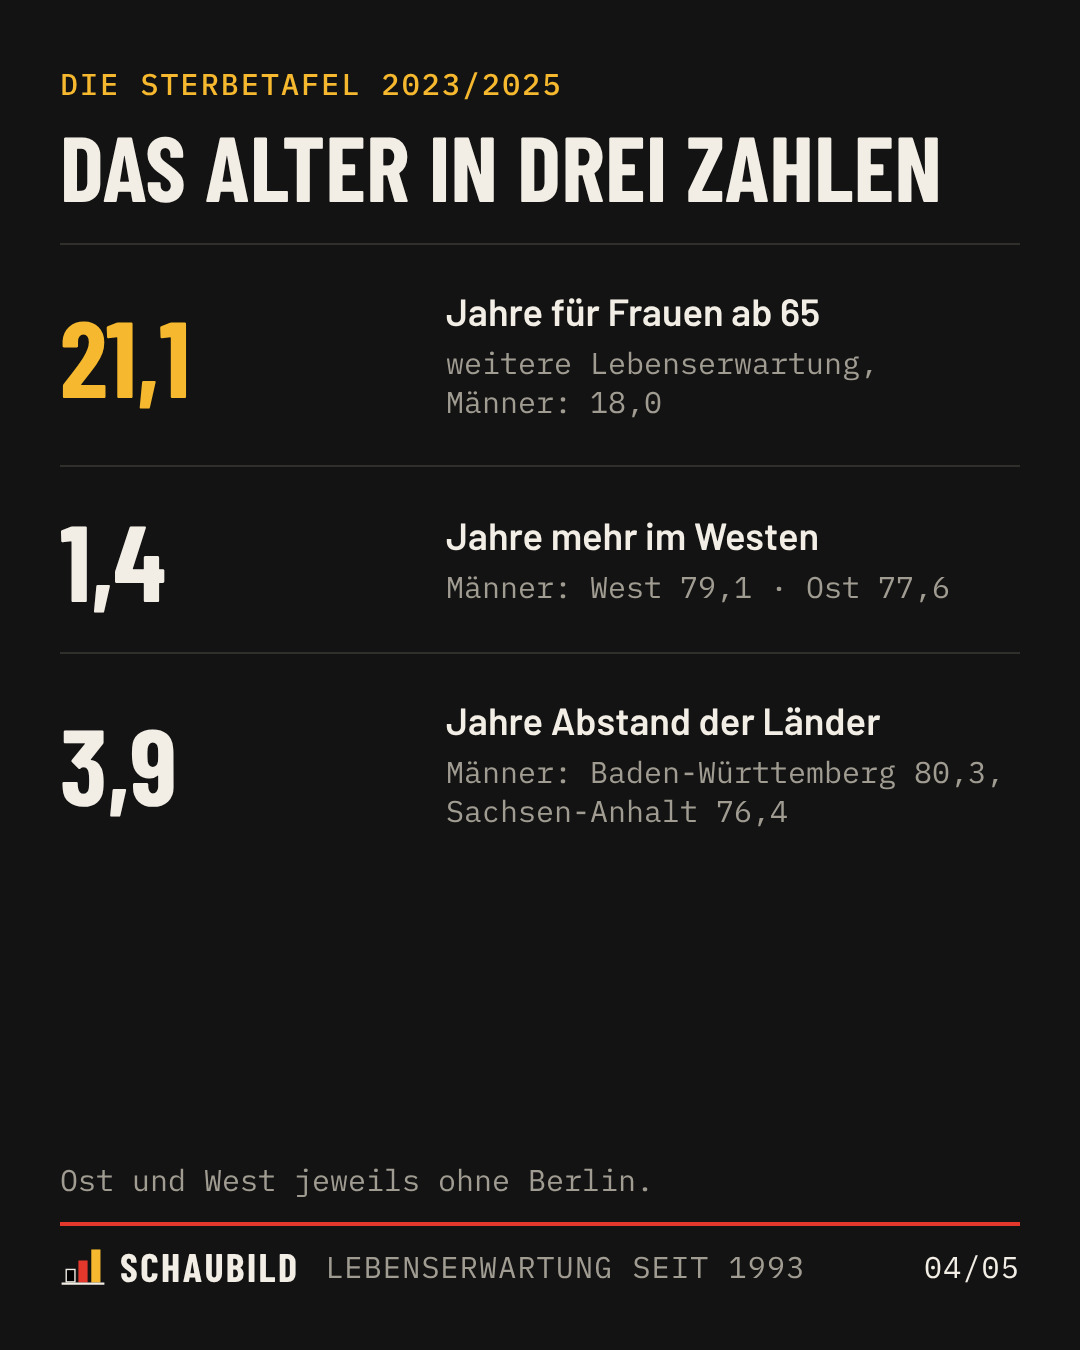 DIE STERBETAFEL 2023/2025
DAS ALTER IN DREI ZAHLEN
21,1
Jahre für Frauen ab 65
weitere Lebenserwartung,
Männer: 18,0
1,4
Jahre mehr im Westen
Männer: West 79,1 · Ost 77,6
3,9
Jahre Abstand der Länder
Männer: Baden-Württemberg 80,3,
Sachsen-Anhalt 76,4
Ost und West jeweils ohne Berlin.
SCHAUBILD LEBENSERWARTUNG SEIT 1993 04/05